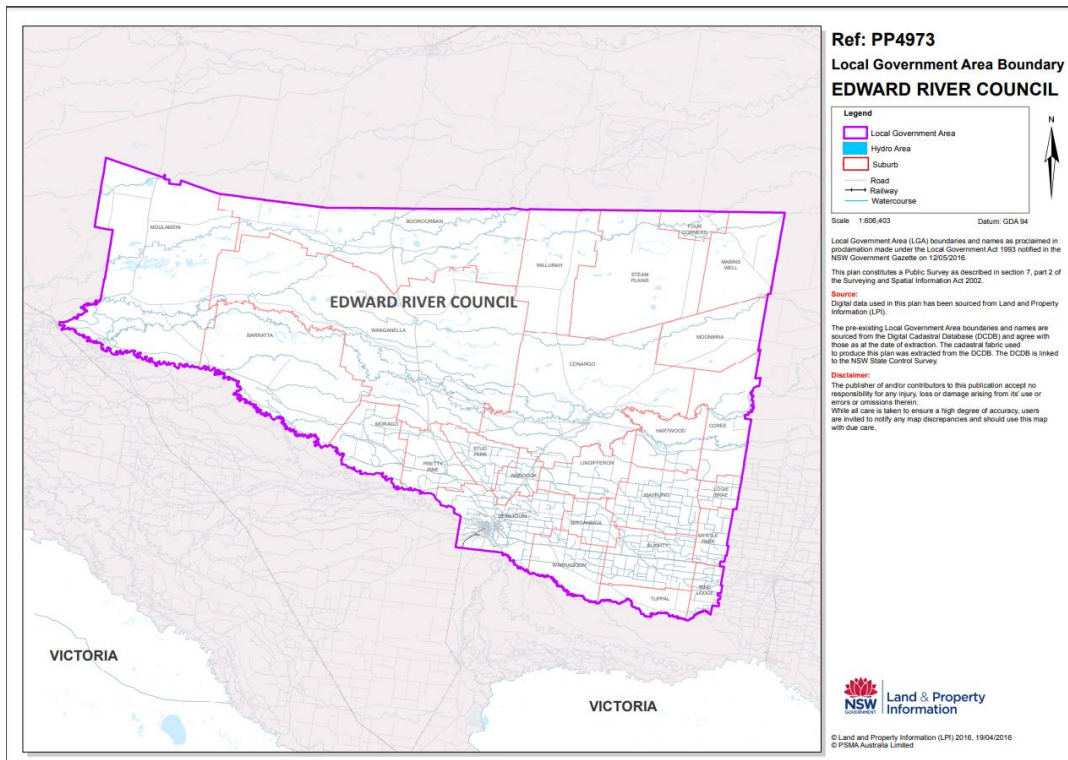 Ref: PP4973
Local Government Area Boundary
EDWARD RIVER COUNCIL
Legend
Local Government Area
Hydro Area
Suburb
Road
Railway
Watercourse
N
Scale 1:606,403 Datum: GDA 94
Local Government Area (LGA) boundaries and names as proclaimed in
proclamation made under the Local Government Act 1993 notified in the
NSW Government Gazette on 12/05/2016.
This plan constitutes a Public Survey as described in section 7, part 2 of
the Surveying and Spatial Information Act 2002.
Source:
Digital data used in this plan has been sourced from Land and Property
Information (LPI).
The pre-existing Local Government Area boundaries and names are
sourced from the Digital Cadastral Database (DCDB) and agree with
those as at the date of extraction. The cadastral fabric used
to produce this plan was extracted from the DCDB. The DCDB is linked
to the NSW State Control Survey.
Disclaimer:
The publisher of and/or contributors to this publication accept no
responsibility for any injury, loss or damage arising from its' use or
errors or omissions therein.
While all care is taken to ensure a high degree of accuracy, users
are invited to notify any map discrepancies and should use this map
with due care.
NSW
GOVERNMENT
Land & Property
Information
© Land and Property Information (LPI) 2016, 19/04/2016
© PSMA Australia Limited
MOULAMEIN
BOOROORBAN
FOUR
CORNERS
WILLURAH
STEAM
PLAINS
MABINS
WELL
EDWARD RIVER COUNCIL
BARRATTA
WANGANELLA
MOONBRIA
CONARGO
MORAGO
HARTWOOD
COREE
STUD
PARK
PRETTY
PINE
LINDIFFERON
MAYRUNG
LOGIE
BRAE
DENILIQUIN
MYRTLE
PARK
BLIGHTY
WARRAGOON
TUPPAL
VICTORIA
VICTORIA